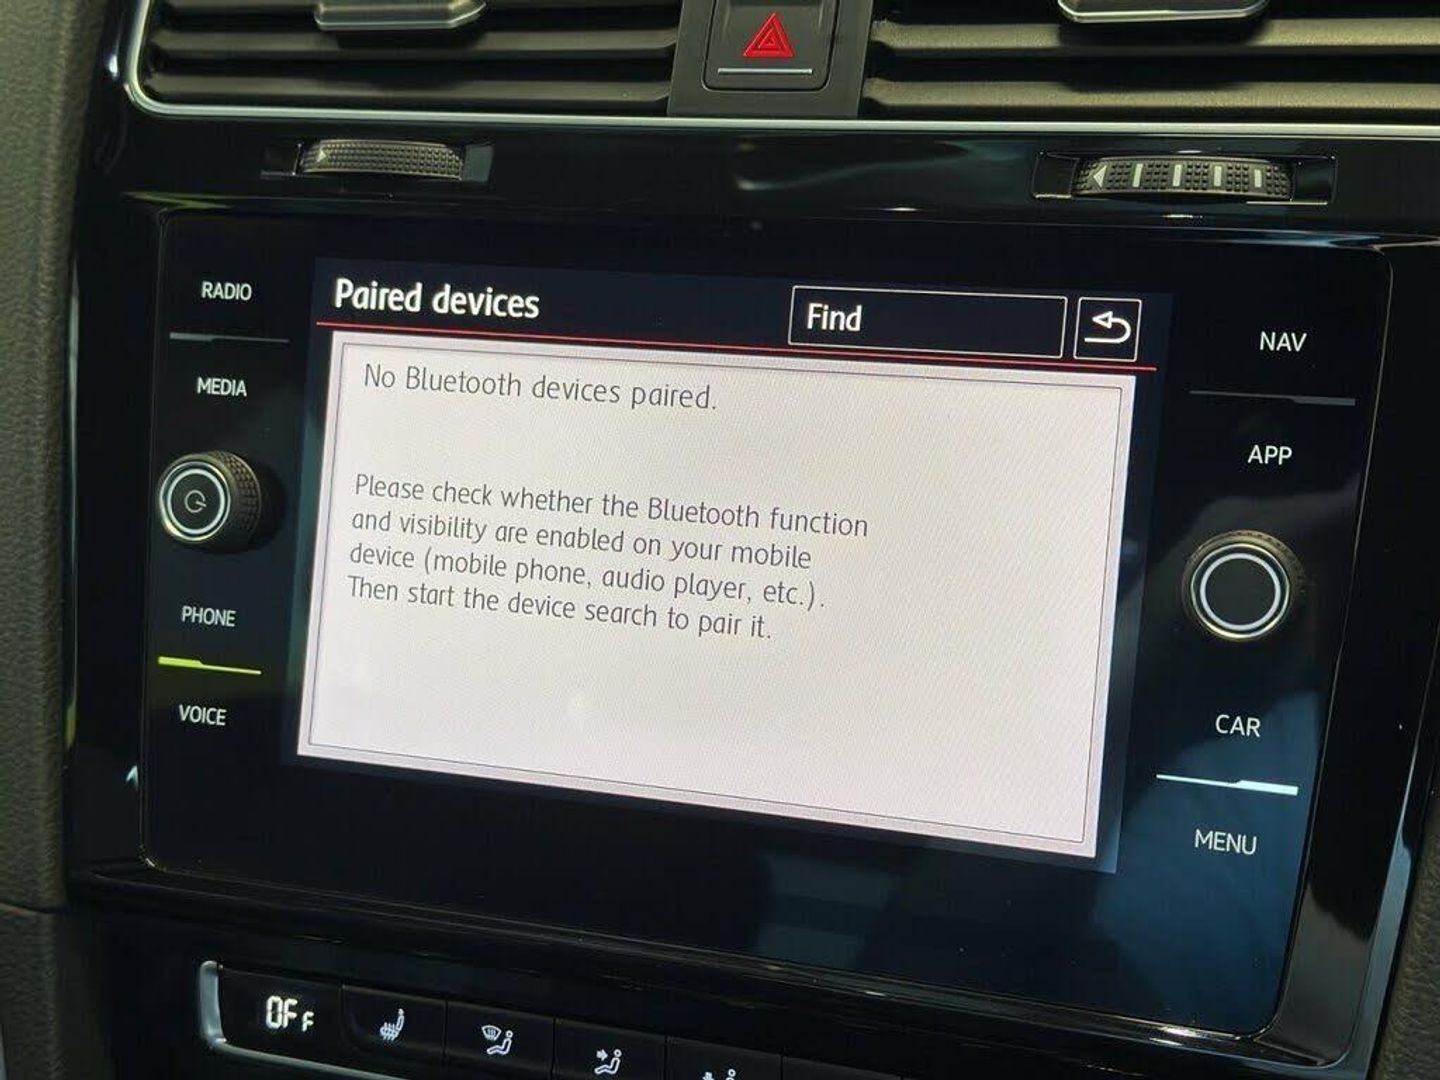 RADIO
MEDIA
PHONE
VOICE
Paired devices
Find
No Bluetooth devices paired.
Please check whether the Bluetooth function
and visibility are enabled on your mobile
device (mobile phone, audio player, etc.).
Then start the device search to pair it.
NAV
APP
CAR
MENU
OFF